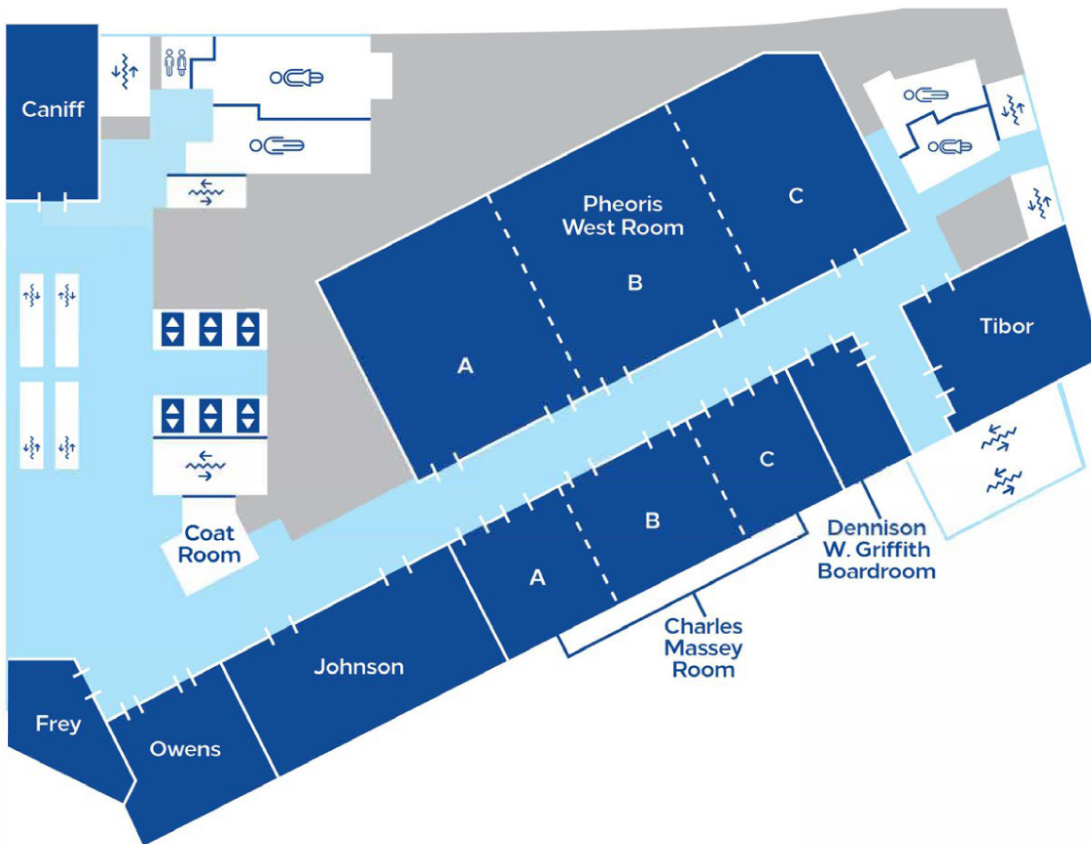 Caniff
Pheoris
West Room
A
B
C
Tibor
Coat
Room
A
B
C
Dennison
W. Griffith
Boardroom
Charles
Massey
Room
Johnson
Frey
Owens